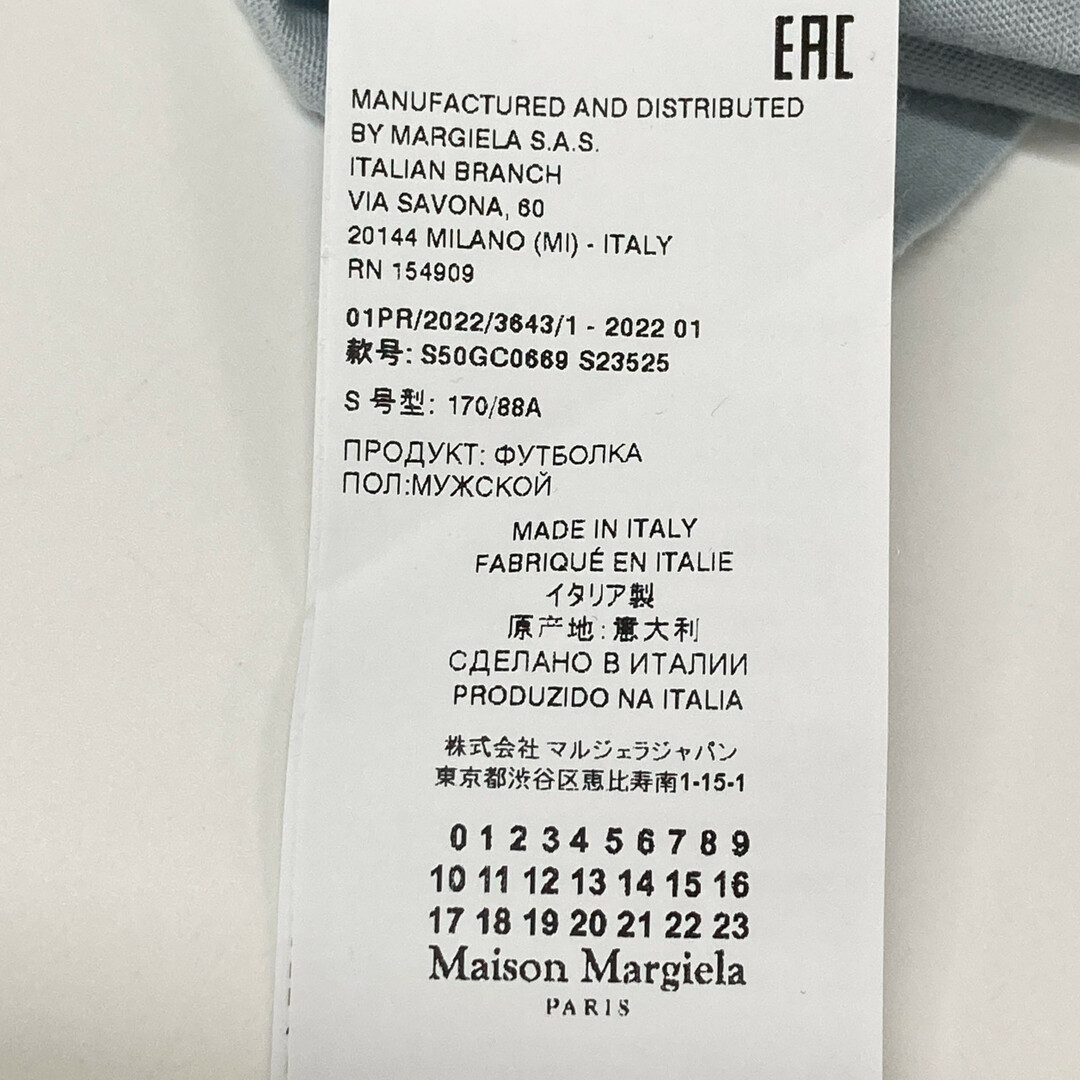 EAC
MANUFACTURED AND DISTRIBUTED
BY MARGIELA S.A.S.
ITALIAN BRANCH
VIA SAVONA, 60
20144 MILANO (MI) - ITALY
RN 154909
01PR/2022/3643/1 - 2022 01
款号: S50GC0669 S23525
S 号型: 170/88A
ПРОДУКТ: ФУТБОЛКА
ПОЛ:МУЖСКОЙ
MADE IN ITALY
FABRIQUÉ EN ITALIE
イタリア製
原产地: 意大利
СДЕЛАНО В ИТАЛИИ
PRODUZIDO NA ITALIA
株式会社 マルジェラジャパン
東京都渋谷区恵比寿南1-15-1
0 1 2 3 4 5 6 7 8 9
10 11 12 13 14 15 16
17 18 19 20 21 22 23
Maison Margiela
PARIS